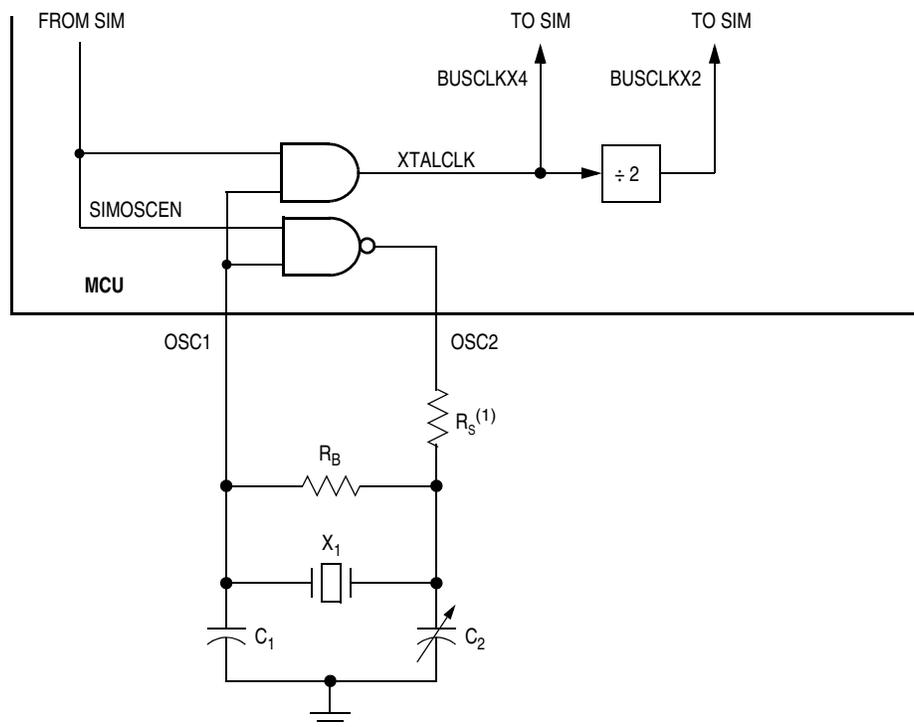 FROM SIM
TO SIM
TO SIM
BUSCLKX4
BUSCLKX2
XTALCLK
÷ 2
SIMOSCEN
MCU
OSC1
OSC2
RS(1)
RB
X1
C1
C2